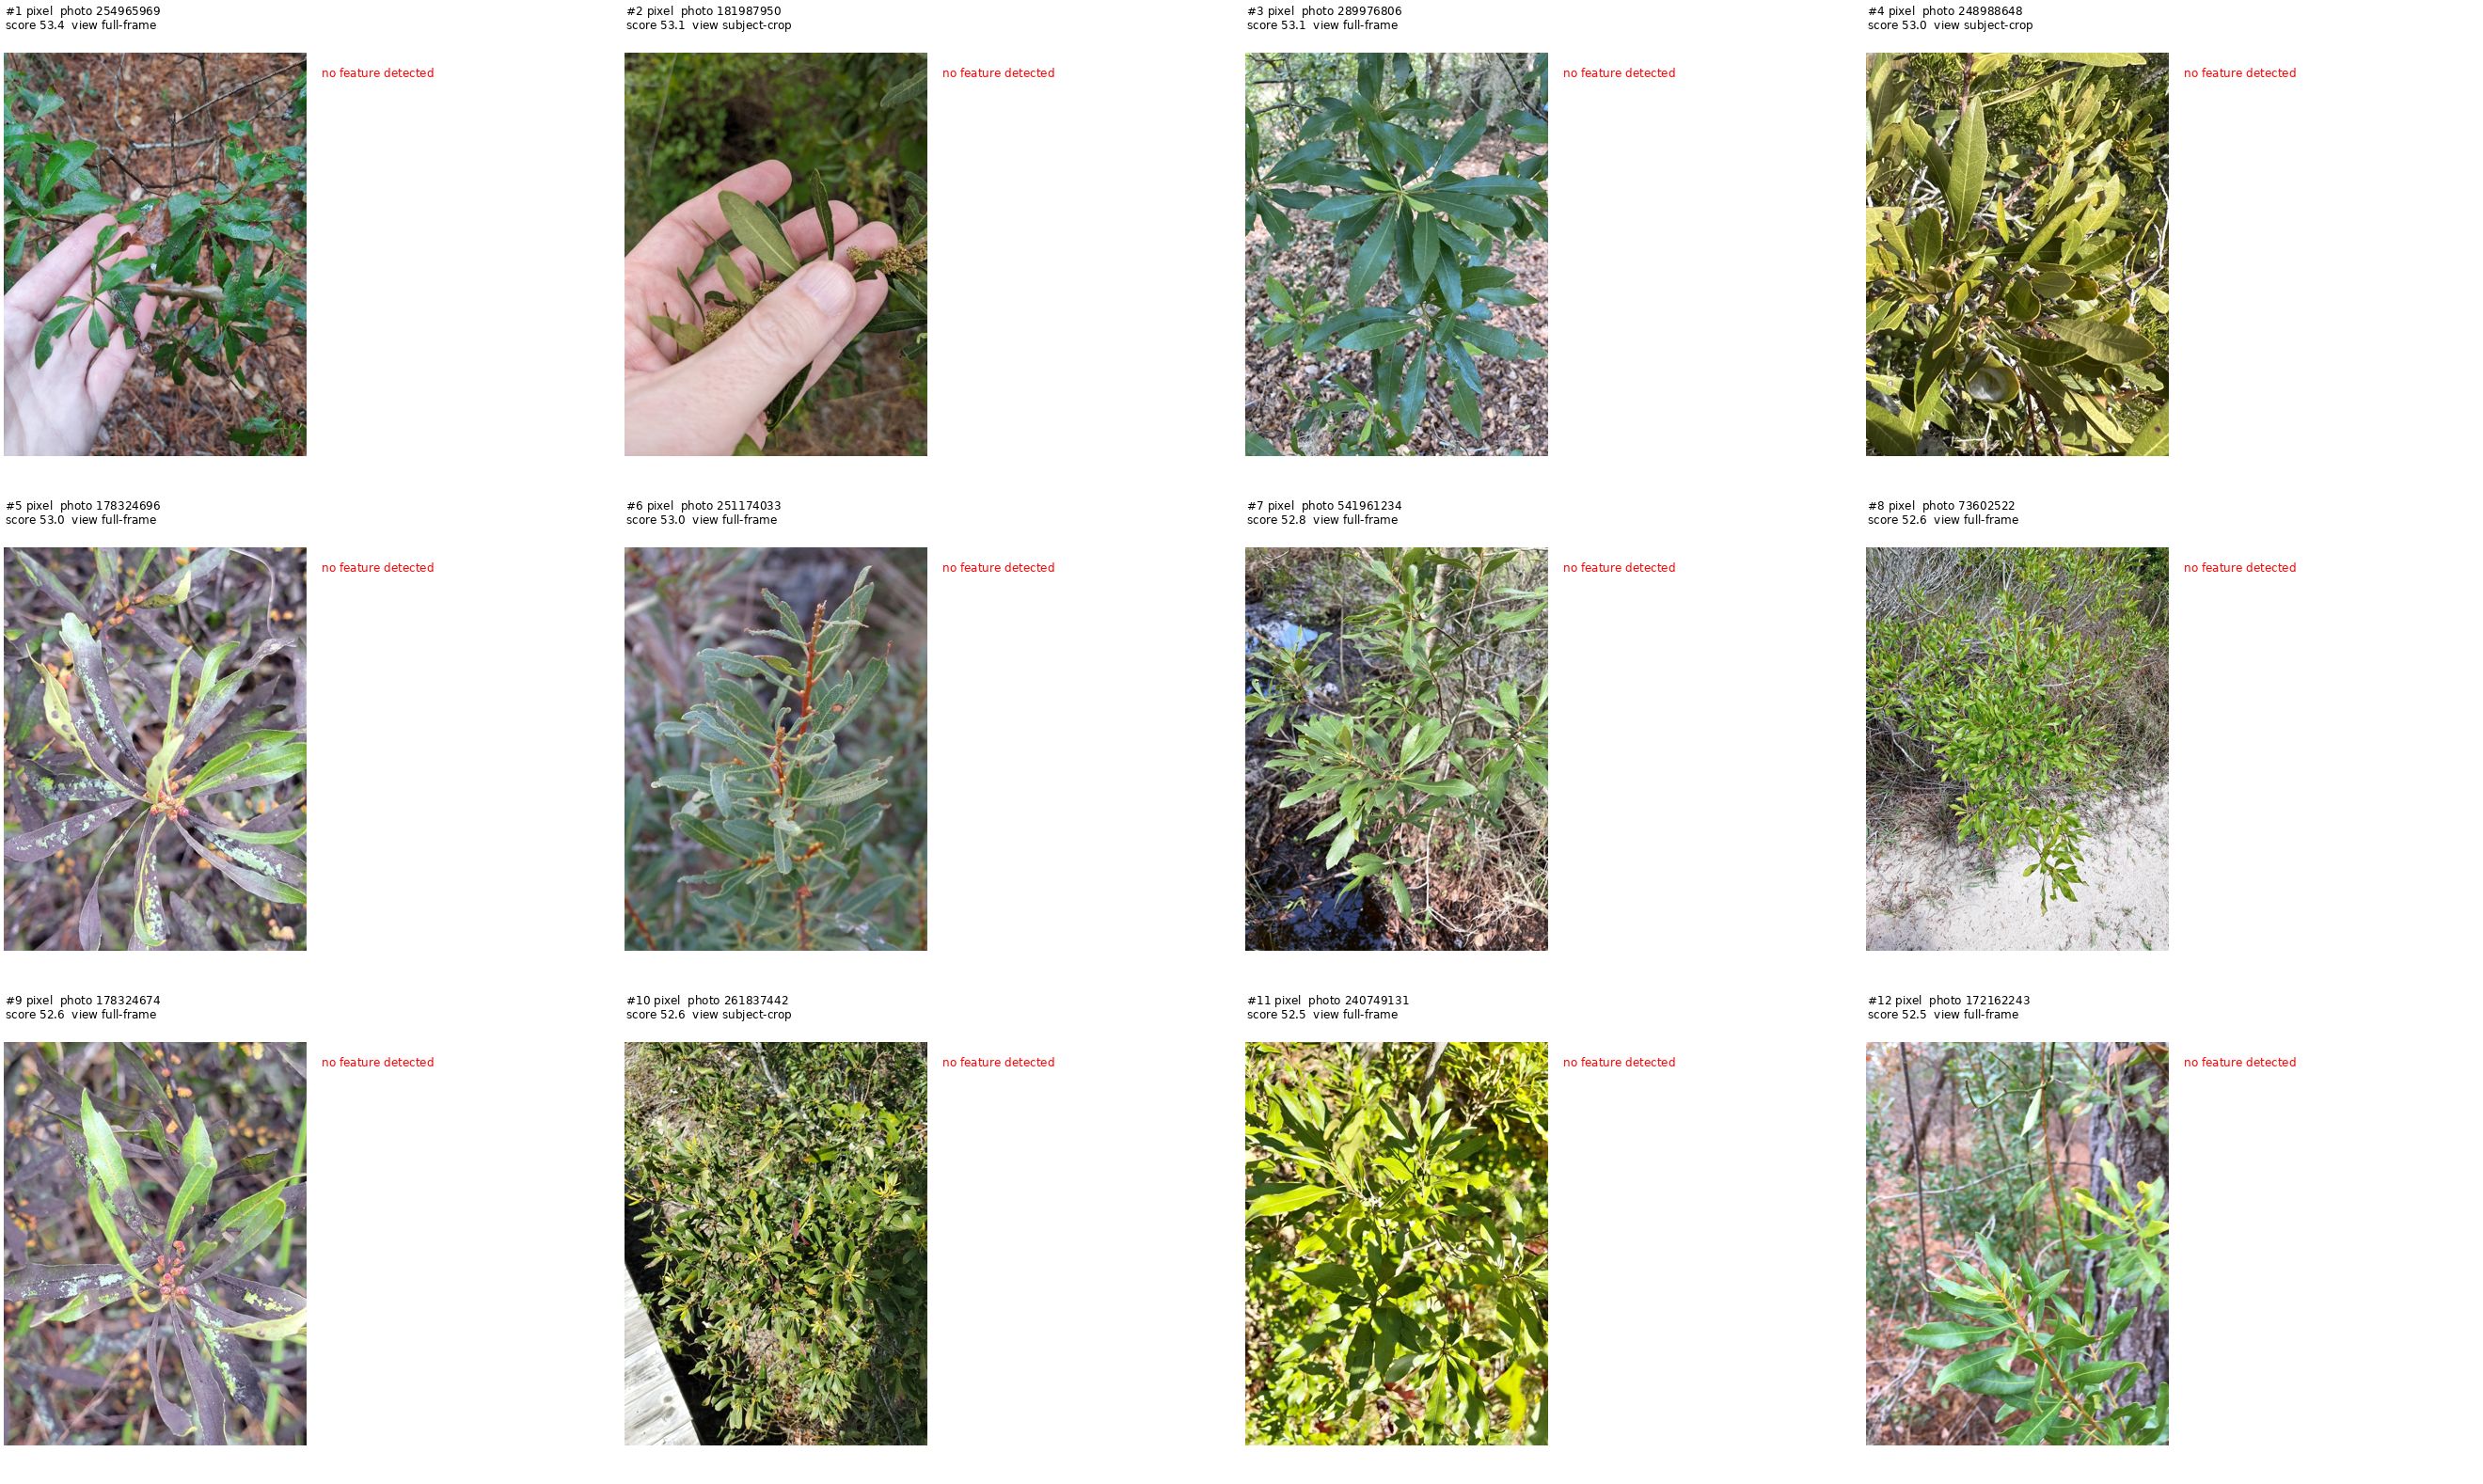 #1 pixel  photo 254965969
score 53.4  view full-frame
no feature detected
#2 pixel  photo 181987950
score 53.1  view subject-crop
no feature detected
#3 pixel  photo 289976806
score 53.1  view full-frame
no feature detected
#4 pixel  photo 248988648
score 53.0  view subject-crop
no feature detected
#5 pixel  photo 178324696
score 53.0  view full-frame
no feature detected
#6 pixel  photo 251174033
score 53.0  view full-frame
no feature detected
#7 pixel  photo 541961234
score 52.8  view full-frame
no feature detected
#8 pixel  photo 73602522
score 52.6  view full-frame
no feature detected
#9 pixel  photo 178324674
score 52.6  view full-frame
no feature detected
#10 pixel  photo 261837442
score 52.6  view subject-crop
no feature detected
#11 pixel  photo 240749131
score 52.5  view full-frame
no feature detected
#12 pixel  photo 172162243
score 52.5  view full-frame
no feature detected